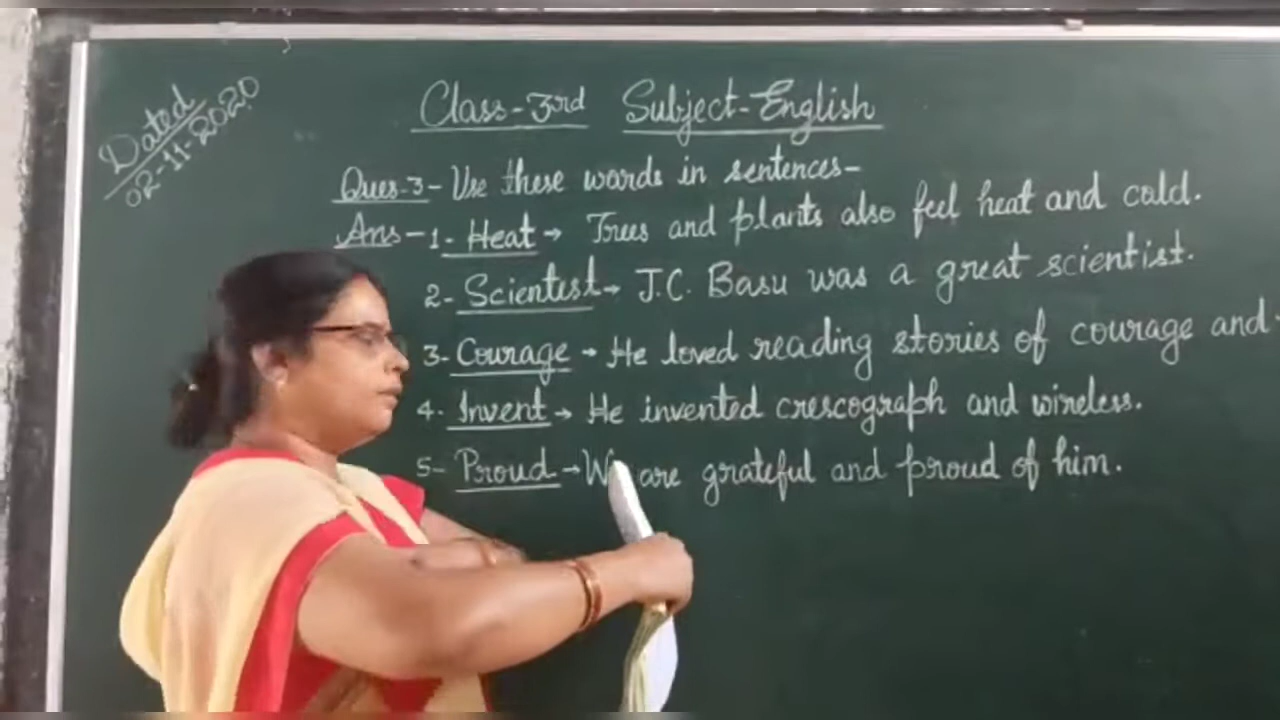 Dated
02-11-2020
Class-3rd Subject-English
Ques-3- Use these words in sentences-
Ans-1- Heat→ Trees and plants also feel heat and cold.
2- Scientest→ J.C. Basu was a great scientist.
3- Courage→ He loved reading stories of courage and-
4- Invent→ He invented crescograph and wireless.
5- Proud→ We are grateful and proud of him.